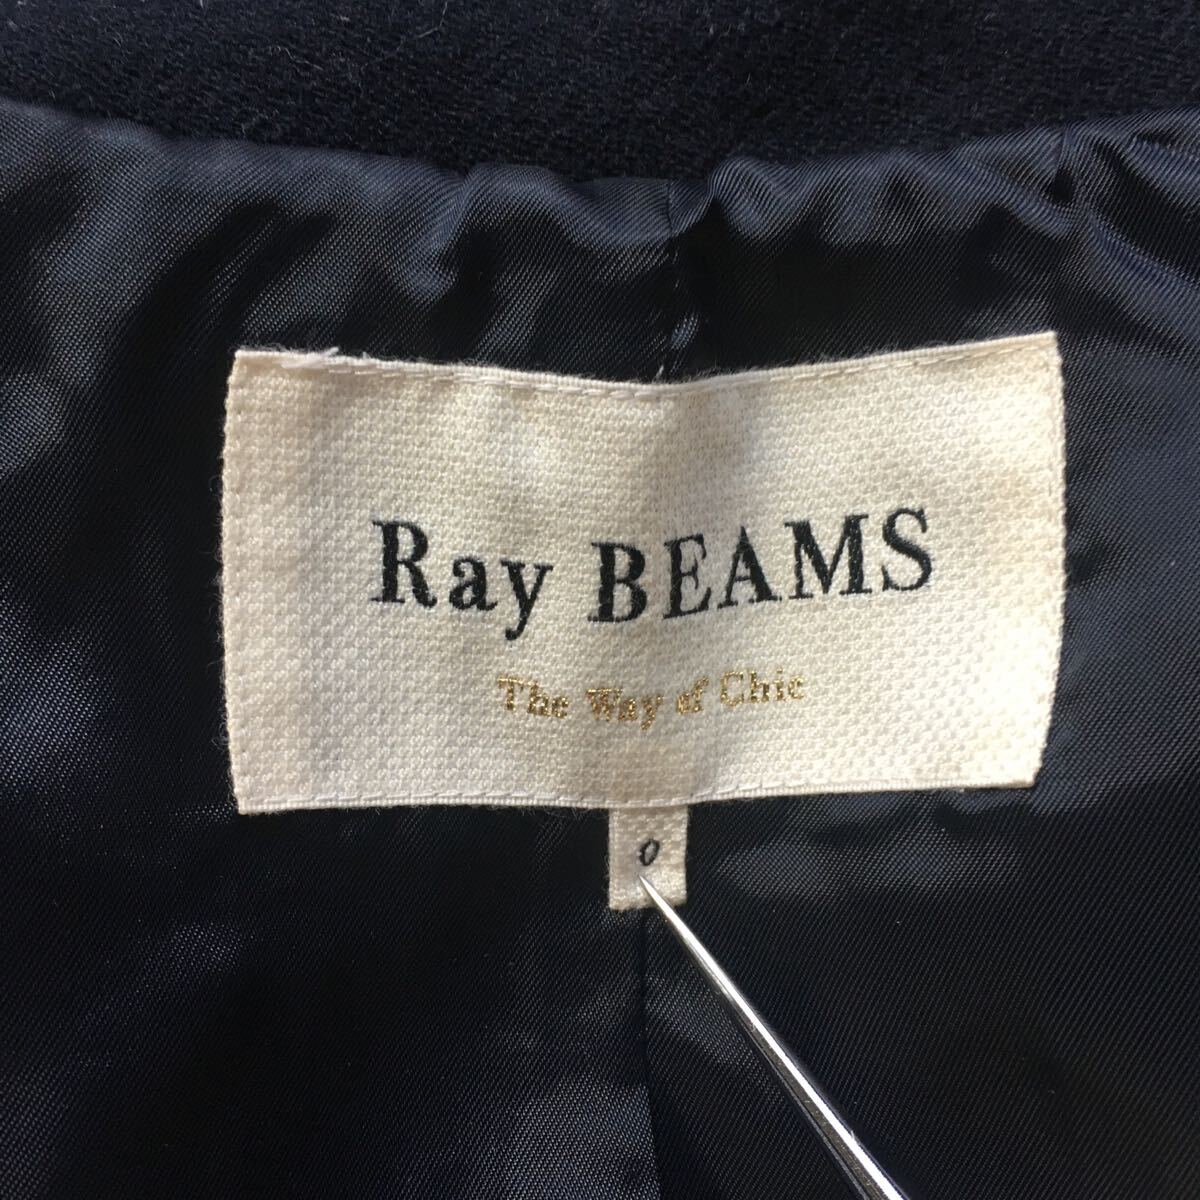 Ray BEAMS
The Way of Chic
0